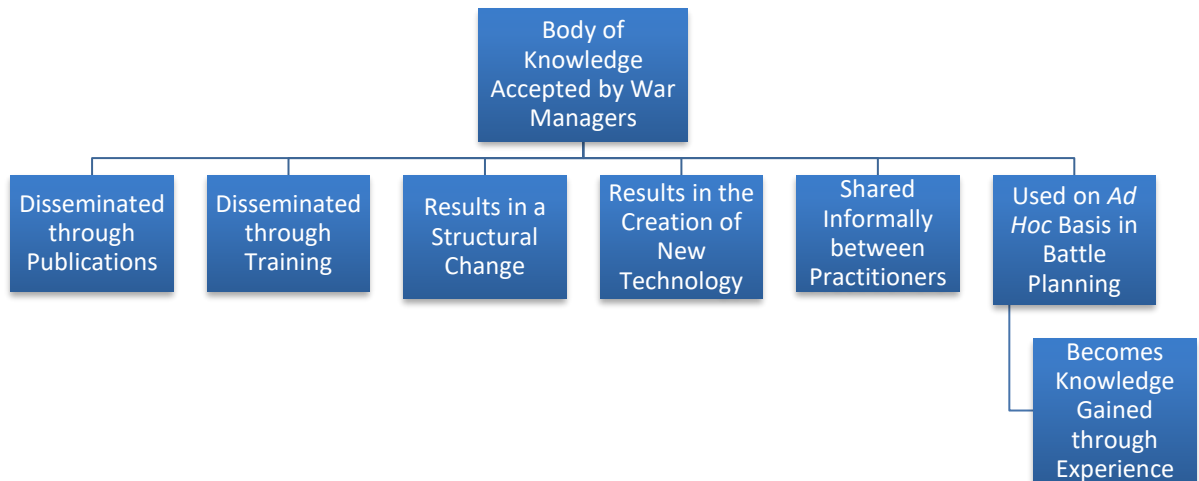 Body of
Knowledge
Accepted by War
Managers
Disseminated
through
Publications
Disseminated
through
Training
Results in a
Structural
Change
Results in the
Creation of
New
Technology
Shared
Informally
between
Practitioners
Used on Ad
Hoc Basis in
Battle
Planning
Becomes
Knowledge
Gained
through
Experience